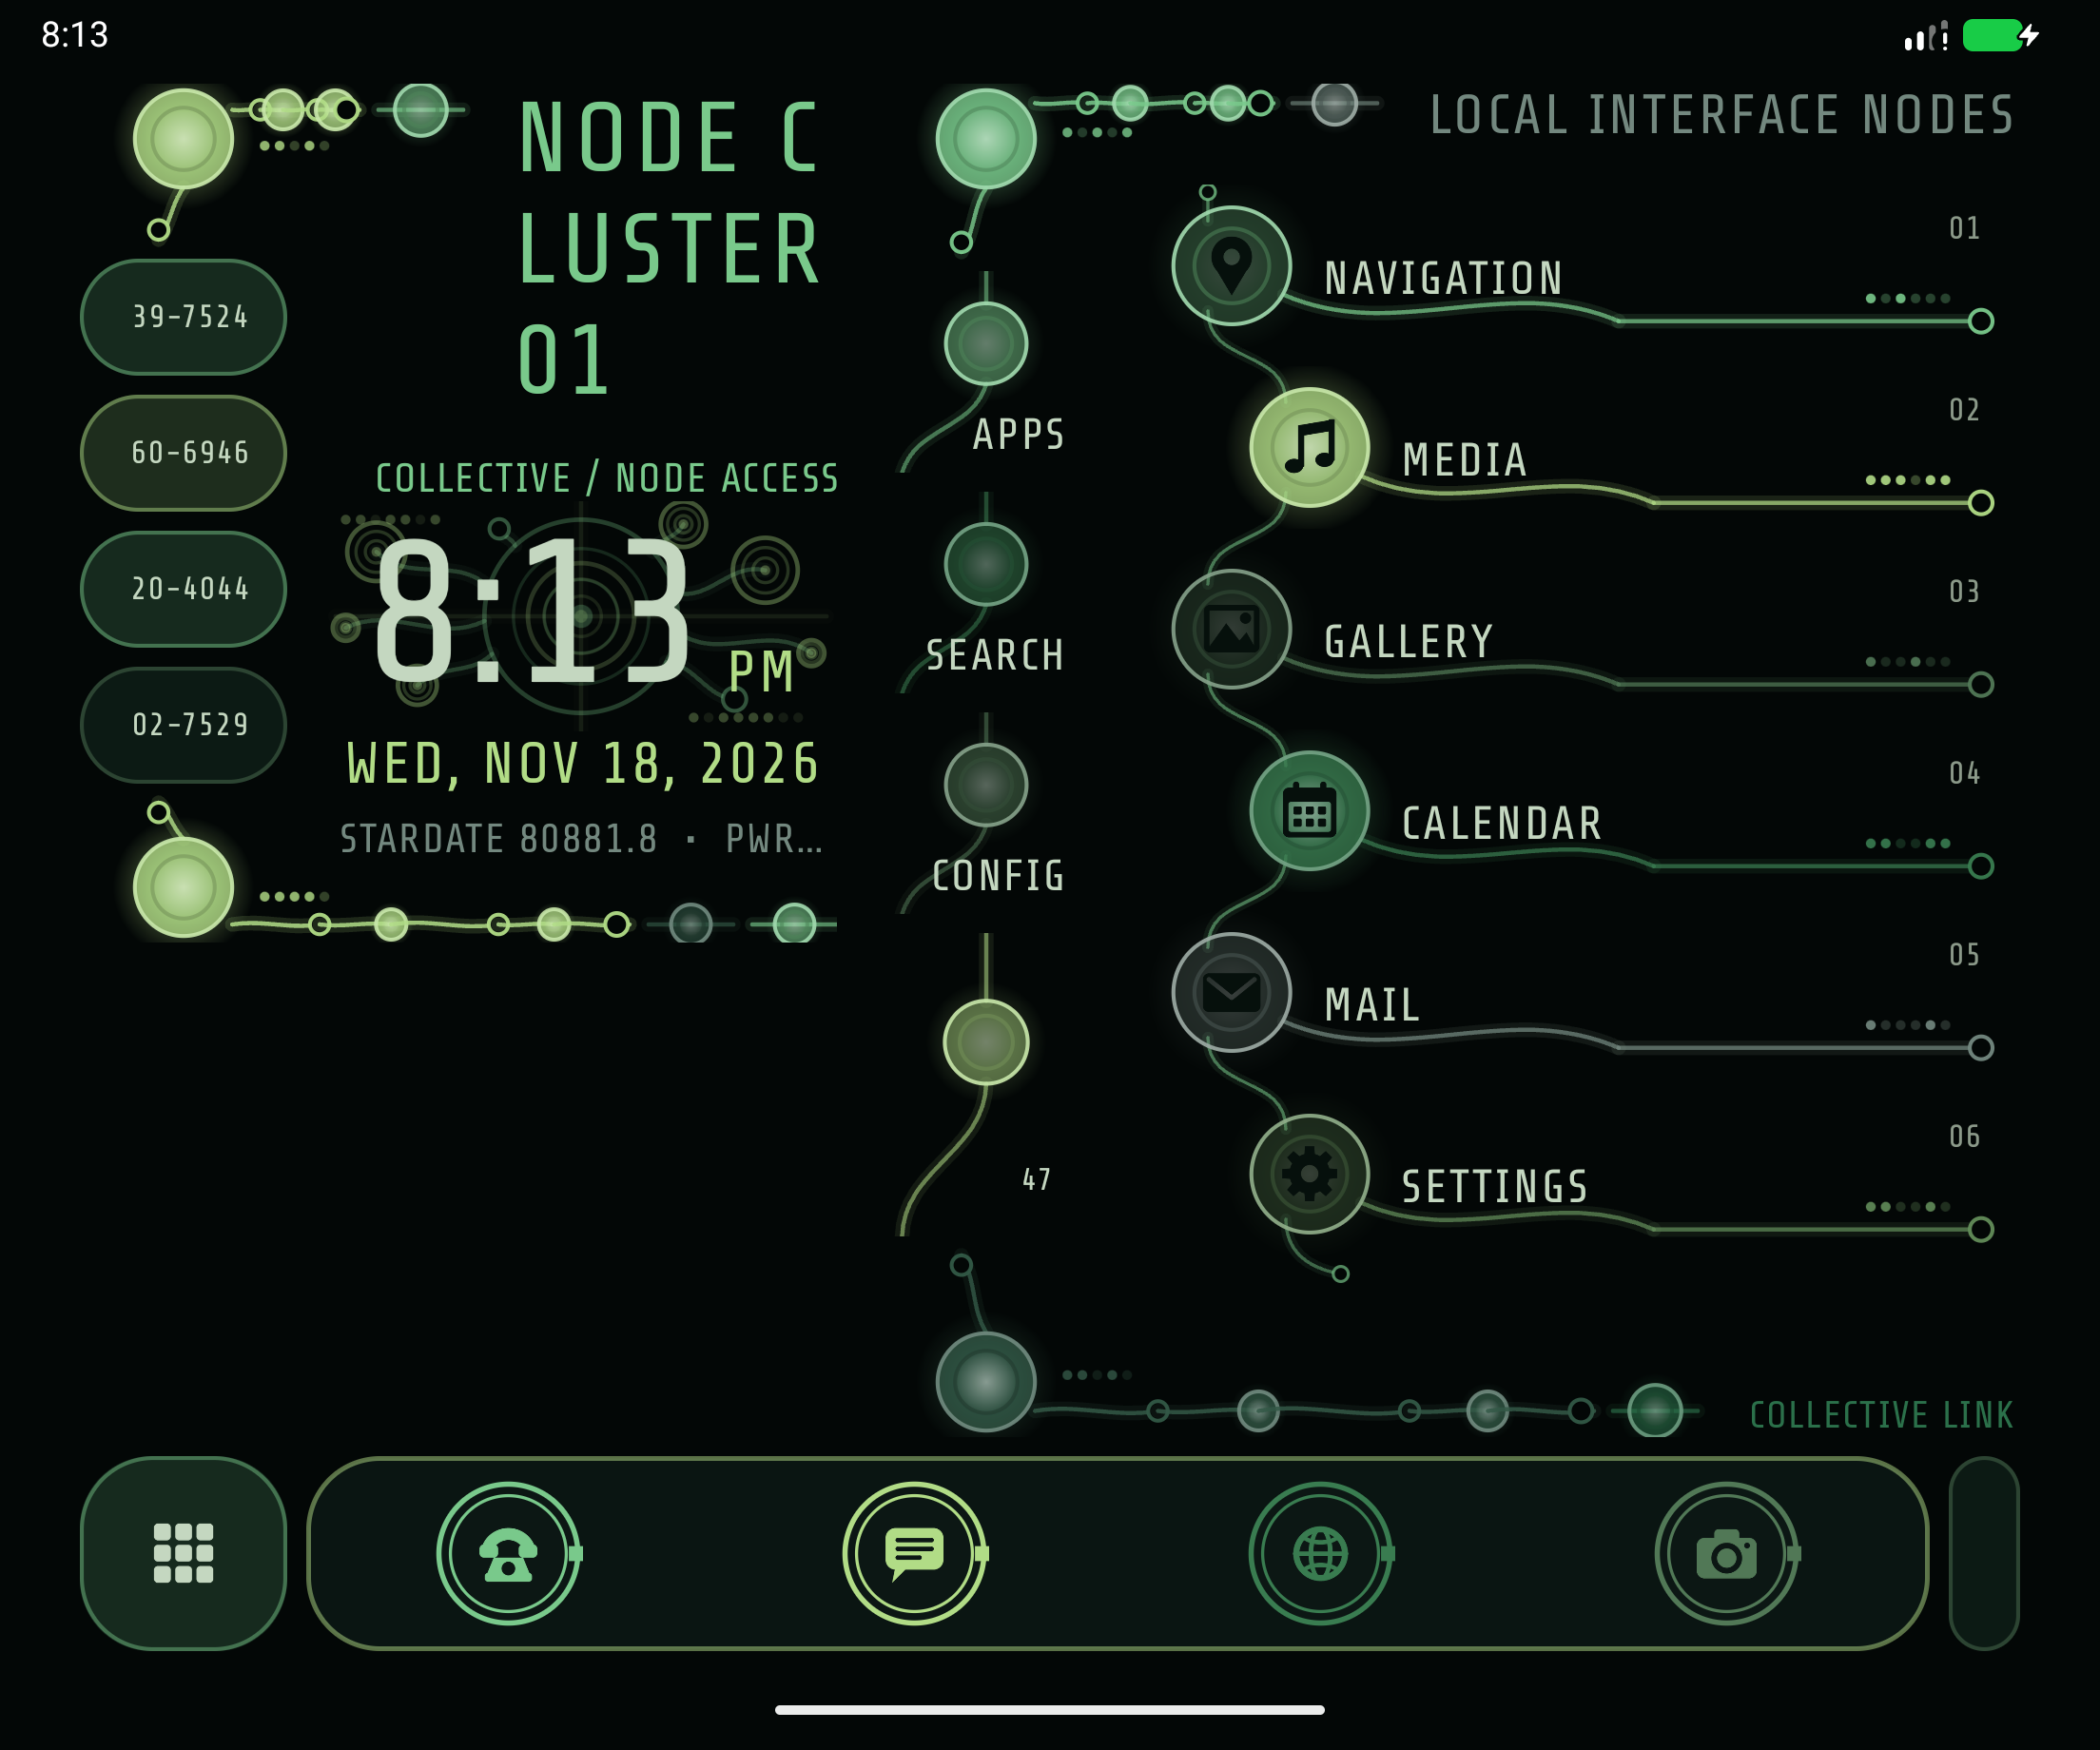 8:13
NODE C
LUSTER
01
39-7524
60-6946
20-4044
02-7529
COLLECTIVE / NODE ACCESS
8:13 PM
WED, NOV 18, 2026
STARDATE 80881.8 · PWR...
APPS
SEARCH
CONFIG
47
LOCAL INTERFACE NODES
01
NAVIGATION
02
MEDIA
03
GALLERY
04
CALENDAR
05
MAIL
06
SETTINGS
COLLECTIVE LINK